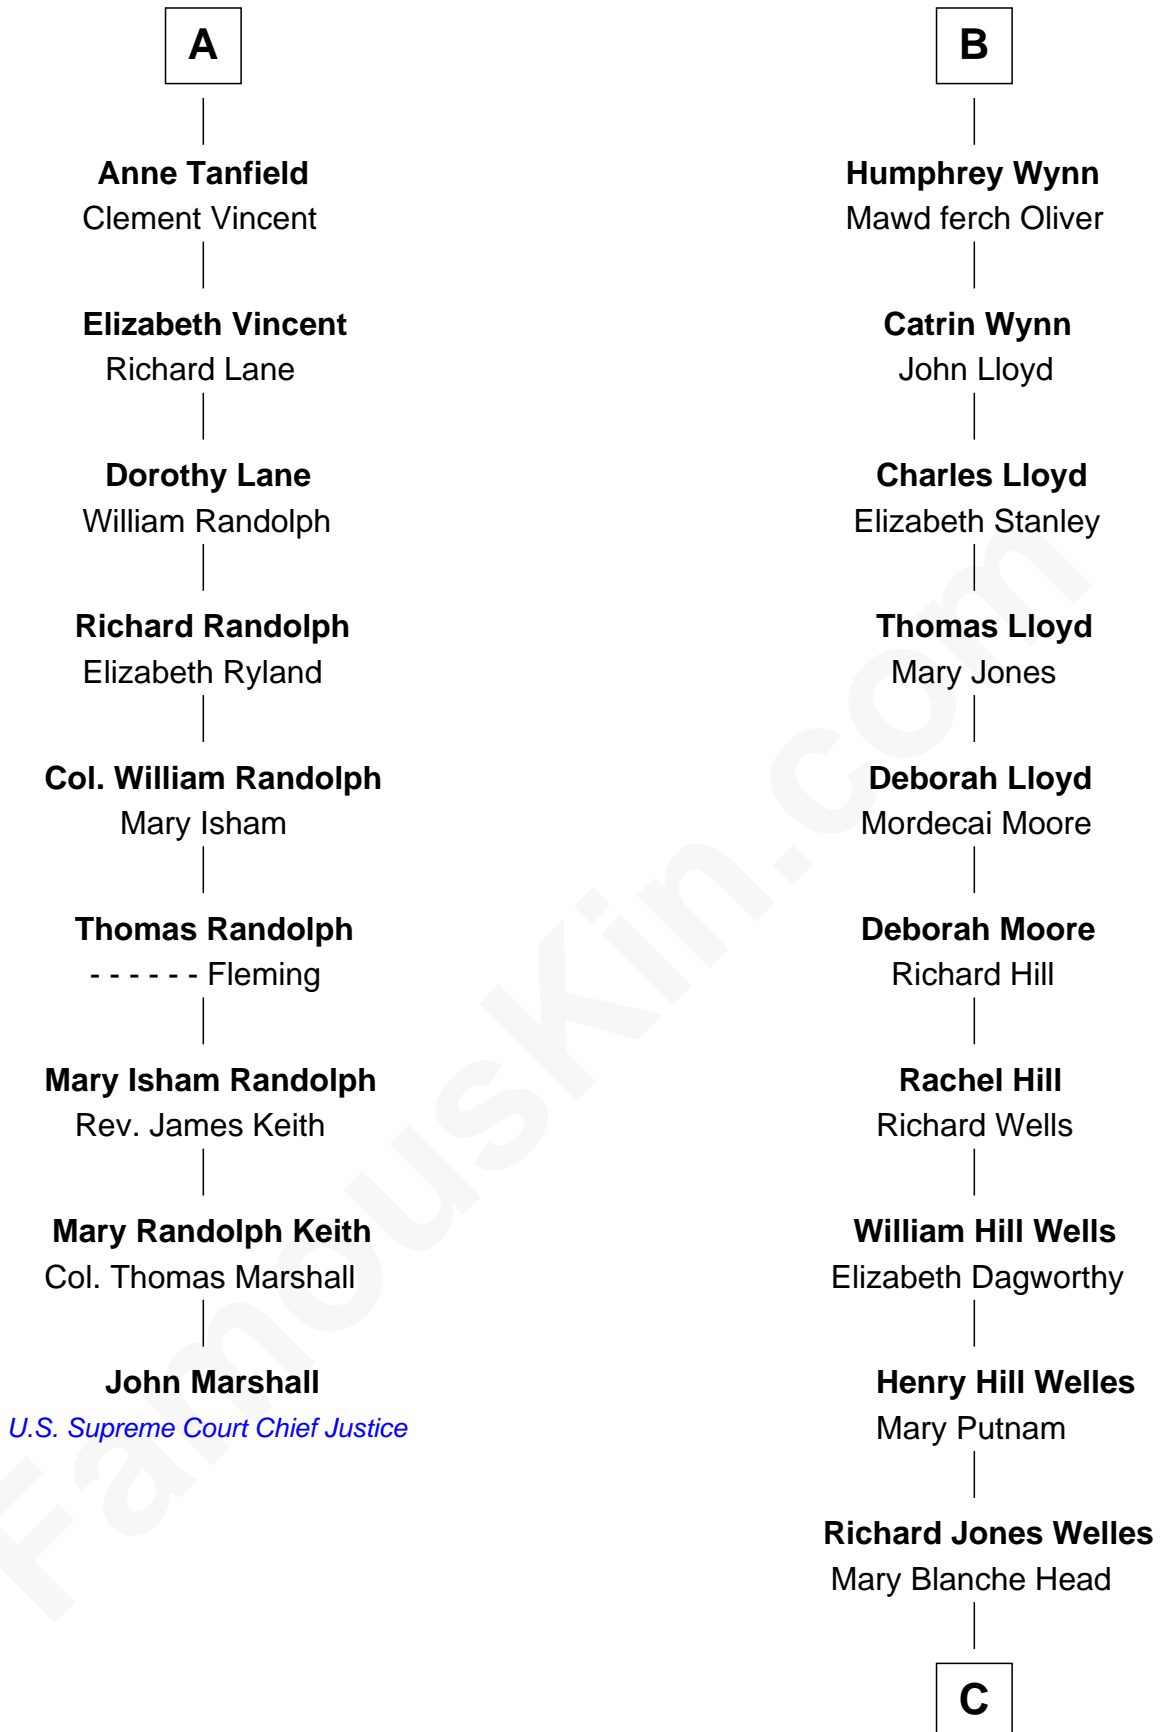 A
Anne Tanfield
Clement Vincent
Elizabeth Vincent
Richard Lane
Dorothy Lane
William Randolph
Richard Randolph
Elizabeth Ryland
Col. William Randolph
Mary Isham
Thomas Randolph
- - - - - - Fleming
Mary Isham Randolph
Rev. James Keith
Mary Randolph Keith
Col. Thomas Marshall
John Marshall
U.S. Supreme Court Chief Justice
B
Humphrey Wynn
Mawd ferch Oliver
Catrin Wynn
John Lloyd
Charles Lloyd
Elizabeth Stanley
Thomas Lloyd
Mary Jones
Deborah Lloyd
Mordecai Moore
Deborah Moore
Richard Hill
Rachel Hill
Richard Wells
William Hill Wells
Elizabeth Dagworthy
Henry Hill Welles
Mary Putnam
Richard Jones Welles
Mary Blanche Head
C
FamousKin.com